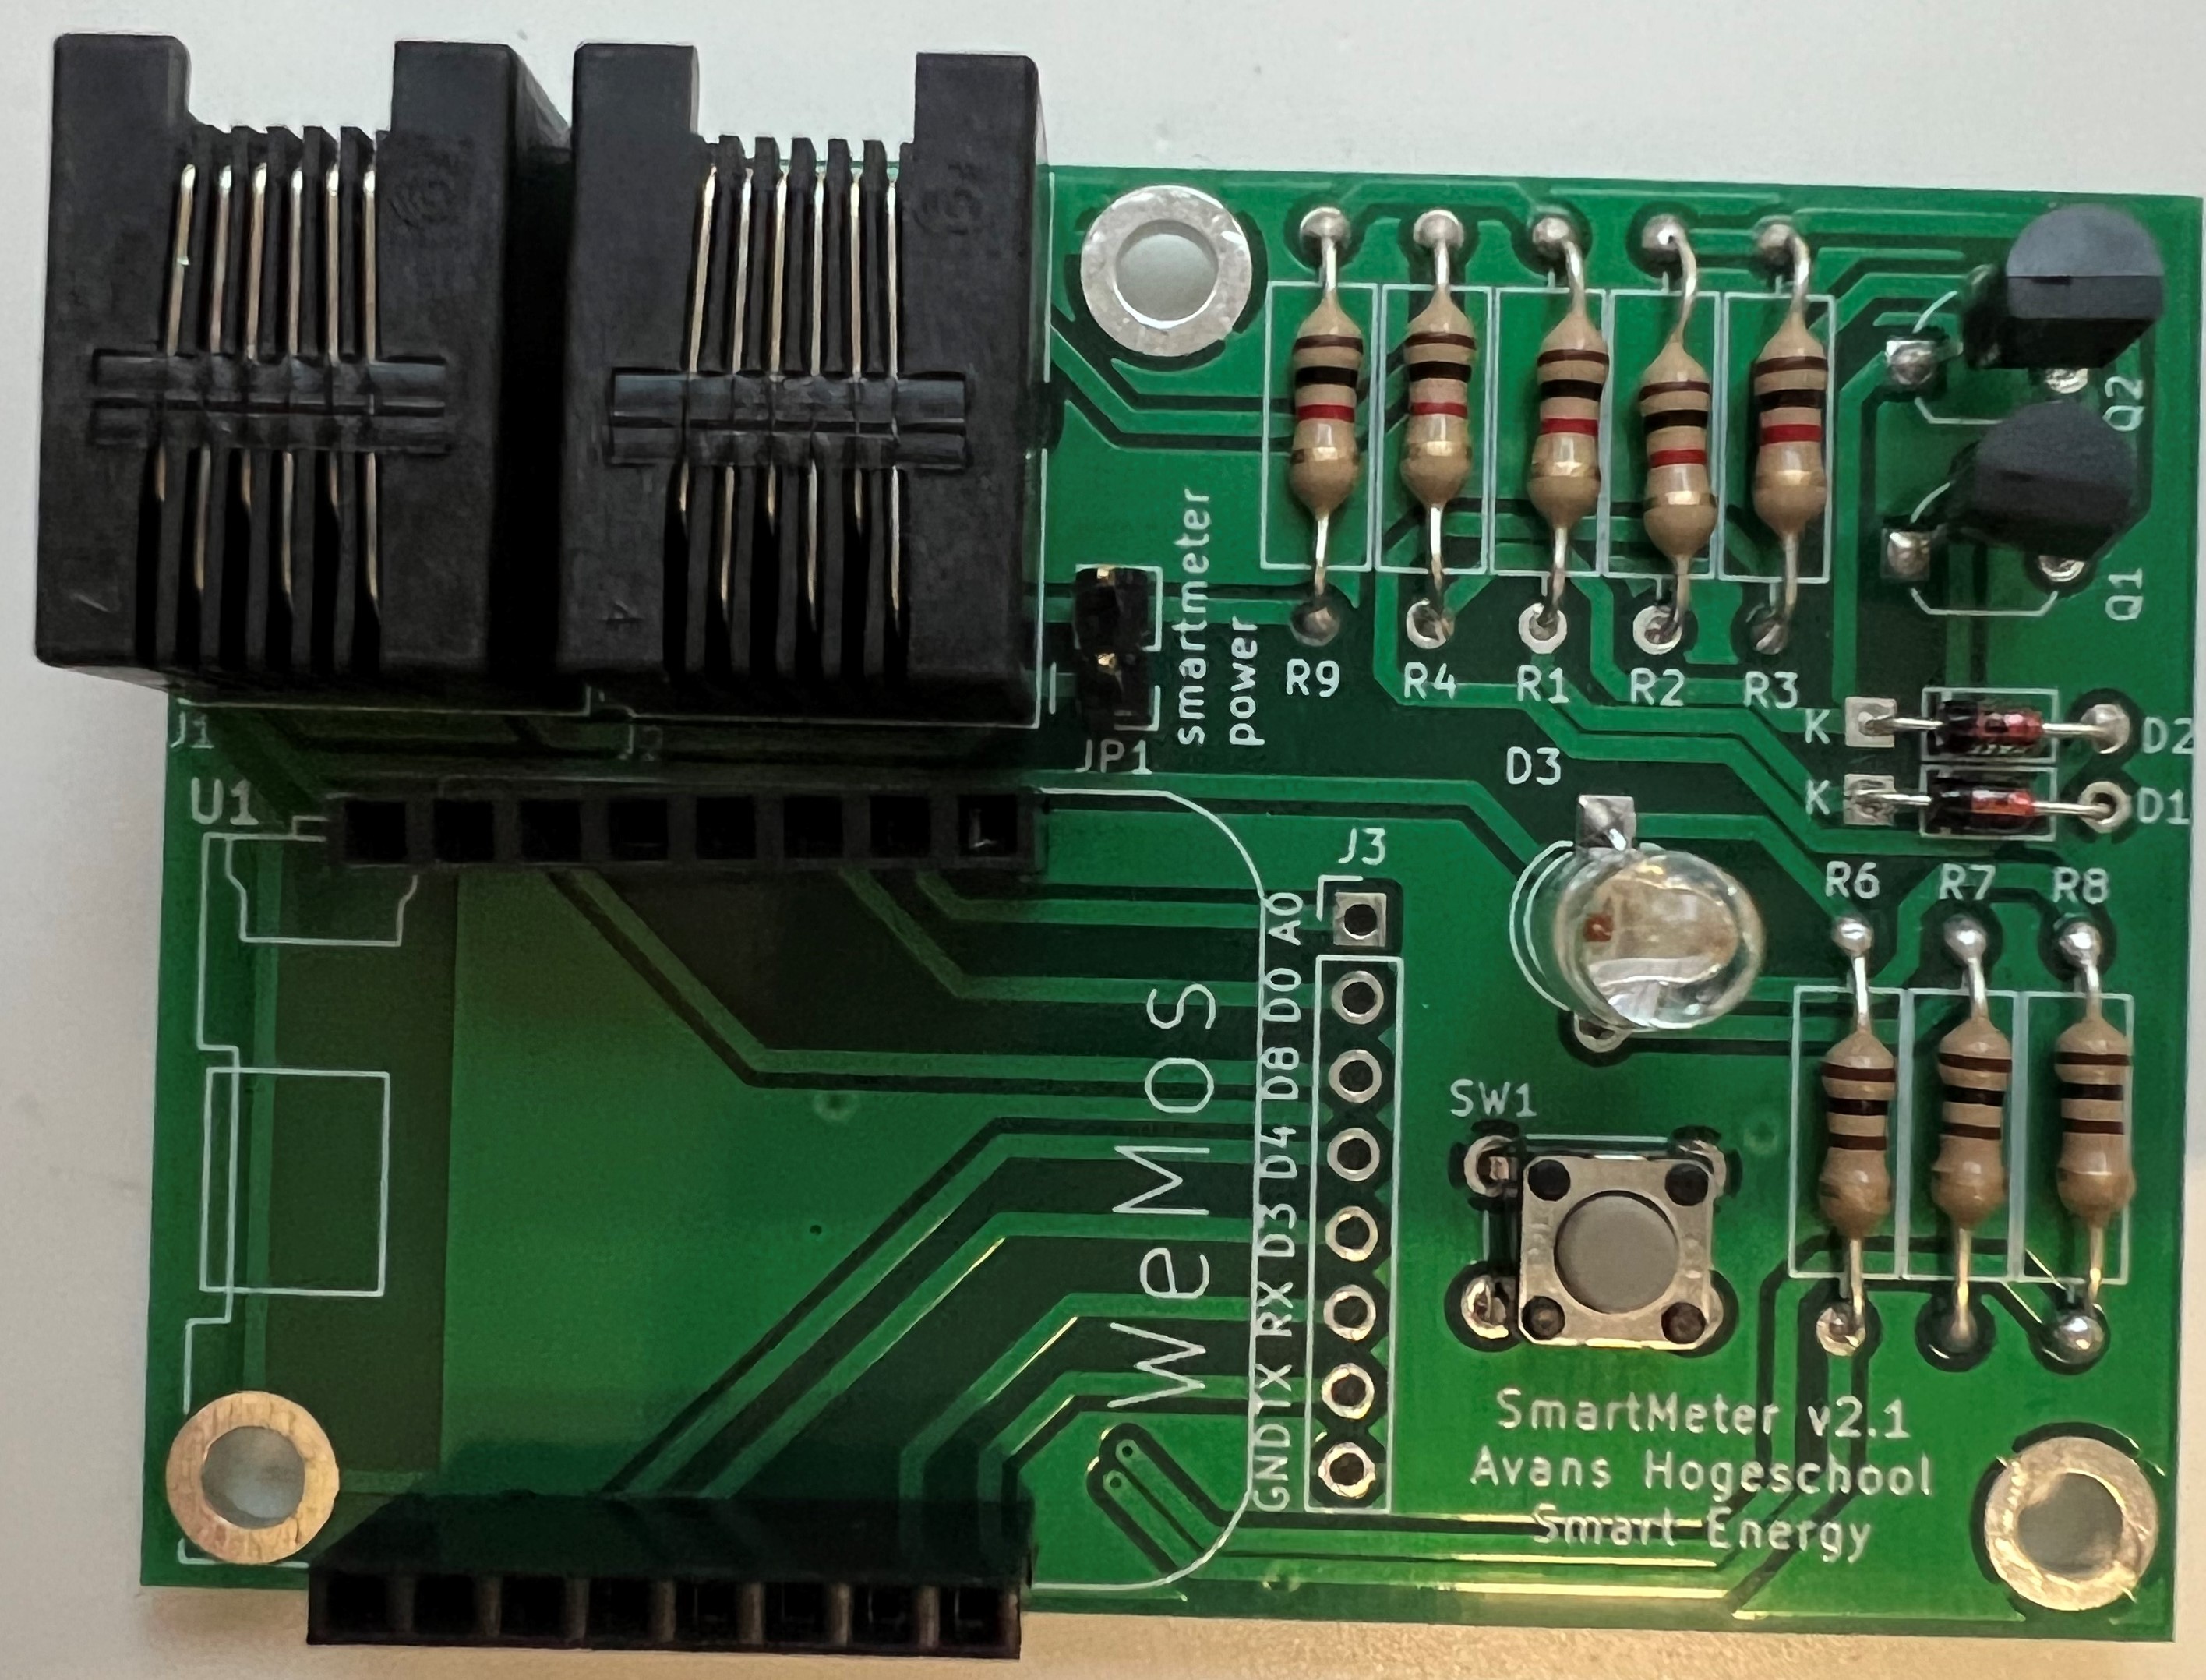 Q2
Q1
smartmeter
power
R9
R4
R1
R2
R3
J1
J2
JP1
K
D2
K
D1
D3
U1
J3
R6
R7
R8
A0
D0
D8
D4
D3
RX
TX
GND
WeMos
SW1
SmartMeter v2.1
Avans Hogeschool
Smart Energy